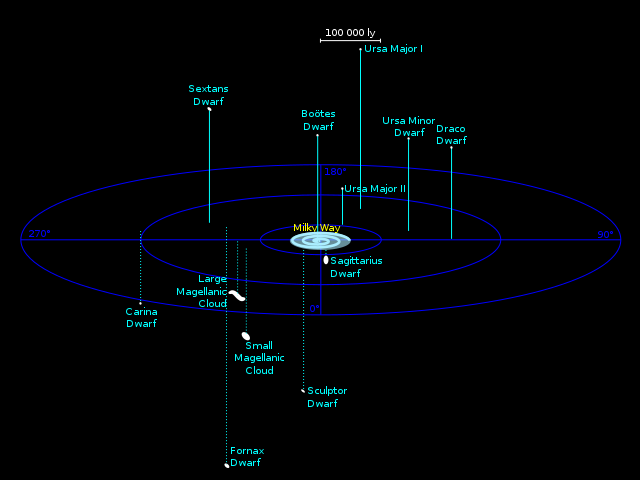 100 000 ly
Ursa Major I
Sextans
Dwarf
Boötes
Dwarf
Ursa Minor
Dwarf
Draco
Dwarf
180°
Ursa Major II
Milky Way
270°
90°
Sagittarius
Dwarf
Large
Magellanic
Cloud
0°
Carina
Dwarf
Small
Magellanic
Cloud
Sculptor
Dwarf
Fornax
Dwarf